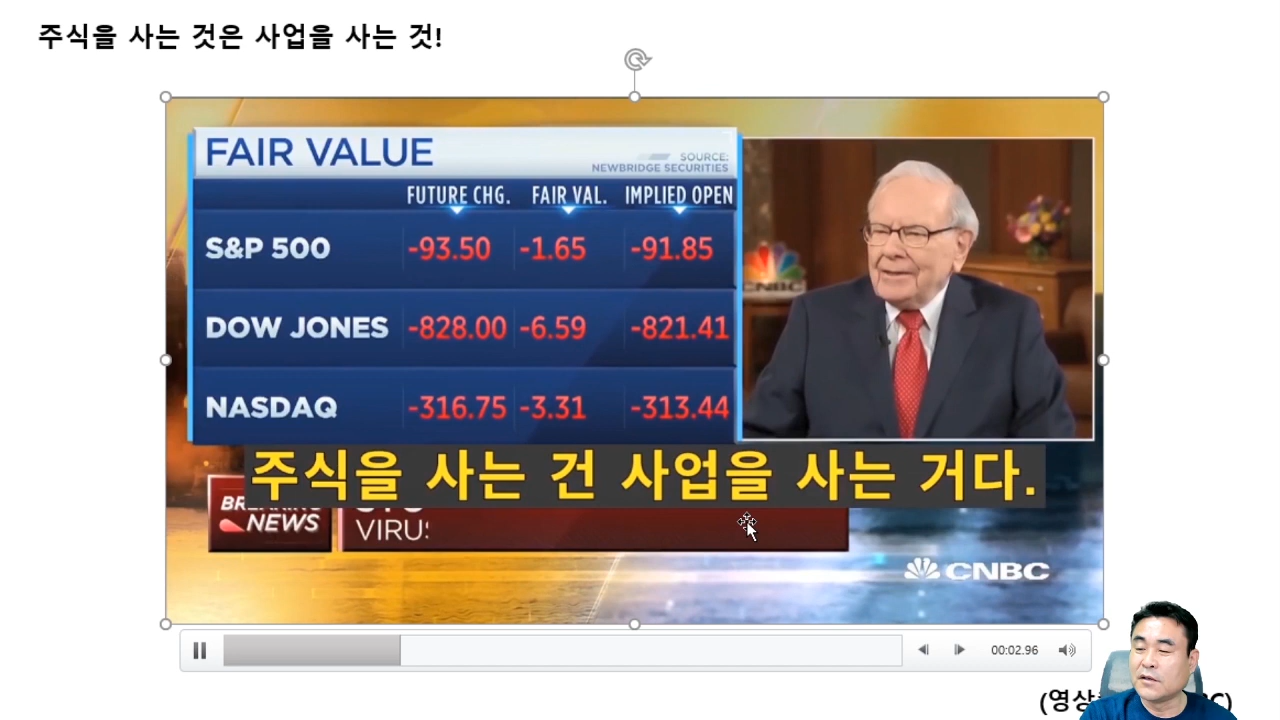 주식을 사는 것은 사업을 사는 것!
FAIR VALUE
SOURCE:
NEWBRIDGE SECURITIES
FUTURE CHG. FAIR VAL. IMPLIED OPEN
S&P 500 -93.50 -1.65 -91.85
DOW JONES -828.00 -6.59 -821.41
NASDAQ -316.75 -3.31 -313.44
CNBC
주식을 사는 건 사업을 사는 거다.
NEWS
CNBC
00:02.96